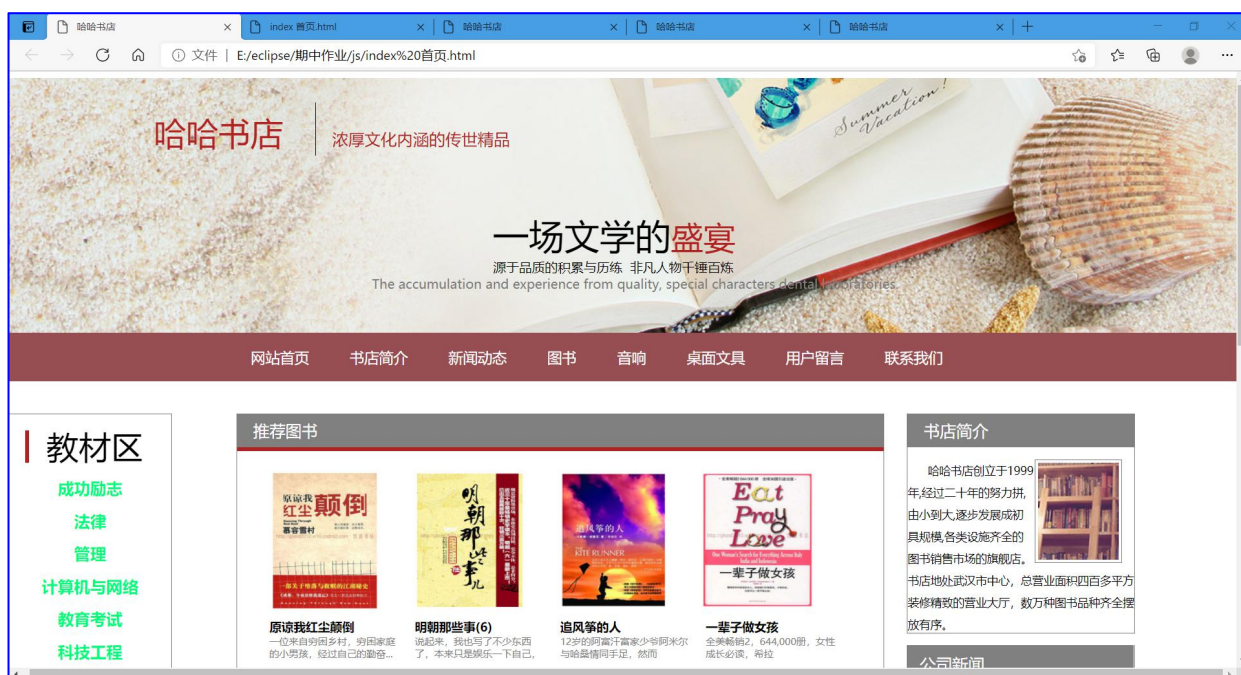 哈哈书店
index 首页.html
哈哈书店
哈哈书店
哈哈书店
文件 | E:/eclipse/期中作业/js/index%20首页.html
Summer
Vacation!
哈哈书店
浓厚文化内涵的传世精品
一场文学的盛宴
源于品质的积累与历练 非凡人物千锤百炼
The accumulation and experience from quality, special characters dental laboratories.
网站首页 书店简介 新闻动态 图书 音响 桌面文具 用户留言 联系我们
教材区
成功励志
法律
管理
计算机与网络
教育考试
科技工程
推荐图书
原谅我
红尘颠倒
慕容雪村
明朝那些事儿
追风筝的人
KITE RUNNER
Eat
Pray
Love
一辈子做女孩
原谅我红尘颠倒
一位来自穷困乡村，穷困家庭
的小男孩，经过自己的勤奋...
明朝那些事(6)
说起来，我也写了不少东西
了，本来只是娱乐一下自己，
追风筝的人
12岁的阿富汗富家少爷阿米尔
与哈桑情同手足，然而
一辈子做女孩
全美畅销2，644,000册，女性
成长必读，希拉
书店简介
哈哈书店创立于1999
年,经过二十年的努力拼,
由小到大,逐步发展成初
具规模,各类设施齐全的
图书销售市场的旗舰店。
书店地处武汉市中心，总营业面积四百多平方
装修精致的营业大厅，数万种图书品种齐全摆
放有序。
公司新闻